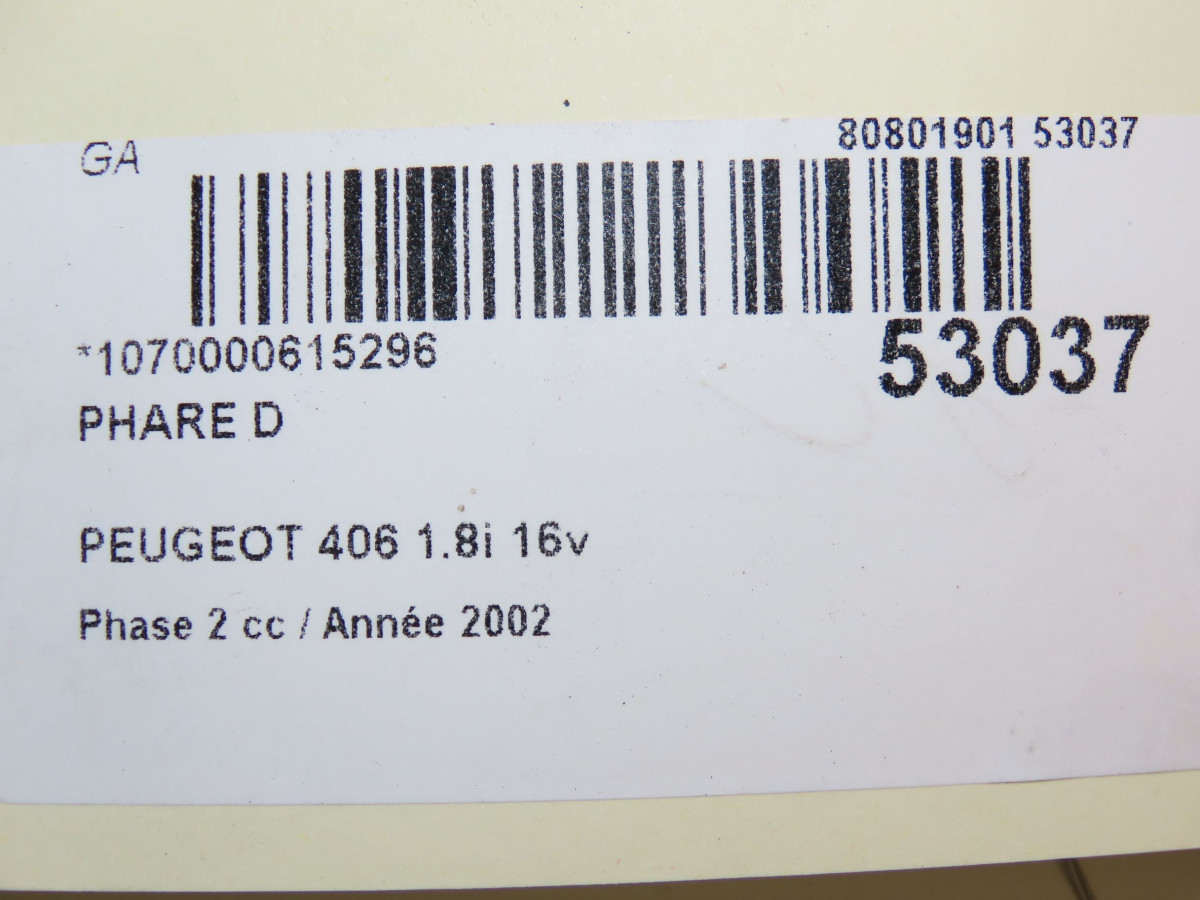 GA
80801901 53037
*1070000615296
53037
PHARE D
PEUGEOT 406 1.8i 16v
Phase 2 cc / Année 2002